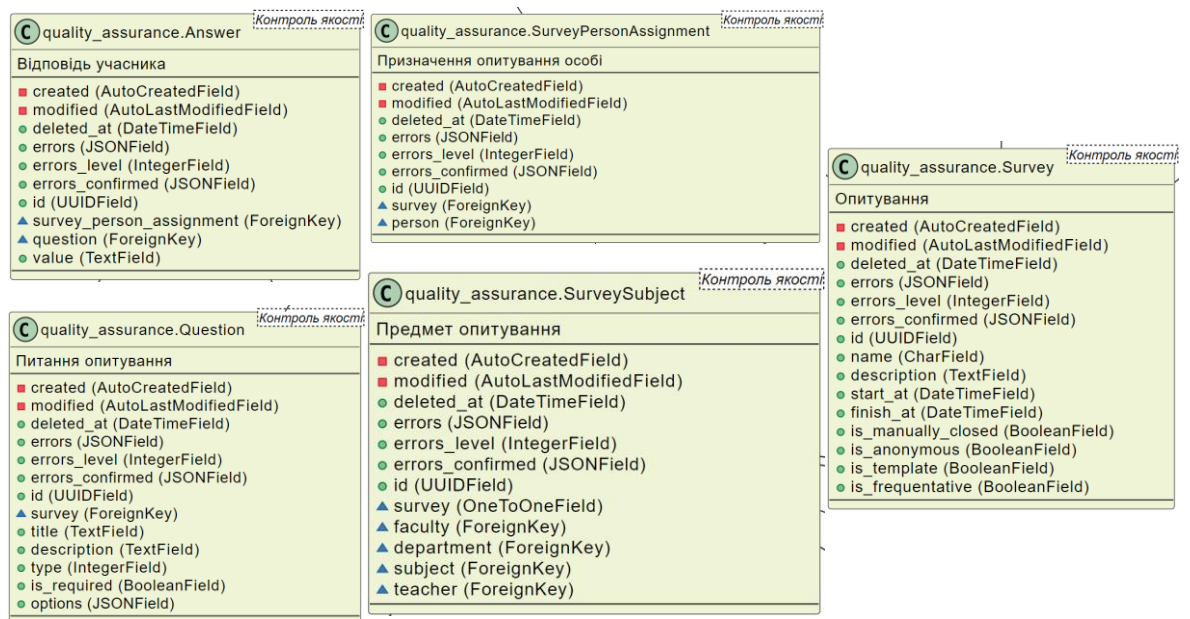 Контроль якості
C quality_assurance.Answer
Відповідь учасника
created (AutoCreatedField)
modified (AutoLastModifiedField)
deleted_at (DateTimeField)
errors (JSONField)
errors_level (IntegerField)
errors_confirmed (JSONField)
id (UUIDField)
survey_person_assignment (ForeignKey)
question (ForeignKey)
value (TextField)
Контроль якості
C quality_assurance.SurveyPersonAssignment
Призначення опитування особі
created (AutoCreatedField)
modified (AutoLastModifiedField)
deleted_at (DateTimeField)
errors (JSONField)
errors_level (IntegerField)
errors_confirmed (JSONField)
id (UUIDField)
survey (ForeignKey)
person (ForeignKey)
Контроль якості
C quality_assurance.Survey
Опитування
created (AutoCreatedField)
modified (AutoLastModifiedField)
deleted_at (DateTimeField)
errors (JSONField)
errors_level (IntegerField)
errors_confirmed (JSONField)
id (UUIDField)
name (CharField)
description (TextField)
start_at (DateTimeField)
finish_at (DateTimeField)
is_manually_closed (BooleanField)
is_anonymous (BooleanField)
is_template (BooleanField)
is_frequentative (BooleanField)
Контроль якості
C quality_assurance.Question
Питання опитування
created (AutoCreatedField)
modified (AutoLastModifiedField)
deleted_at (DateTimeField)
errors (JSONField)
errors_level (IntegerField)
errors_confirmed (JSONField)
id (UUIDField)
survey (ForeignKey)
title (TextField)
description (TextField)
type (IntegerField)
is_required (BooleanField)
options (JSONField)
Контроль якості
C quality_assurance.SurveySubject
Предмет опитування
created (AutoCreatedField)
modified (AutoLastModifiedField)
deleted_at (DateTimeField)
errors (JSONField)
errors_level (IntegerField)
errors_confirmed (JSONField)
id (UUIDField)
survey (OneToOneField)
faculty (ForeignKey)
department (ForeignKey)
subject (ForeignKey)
teacher (ForeignKey)